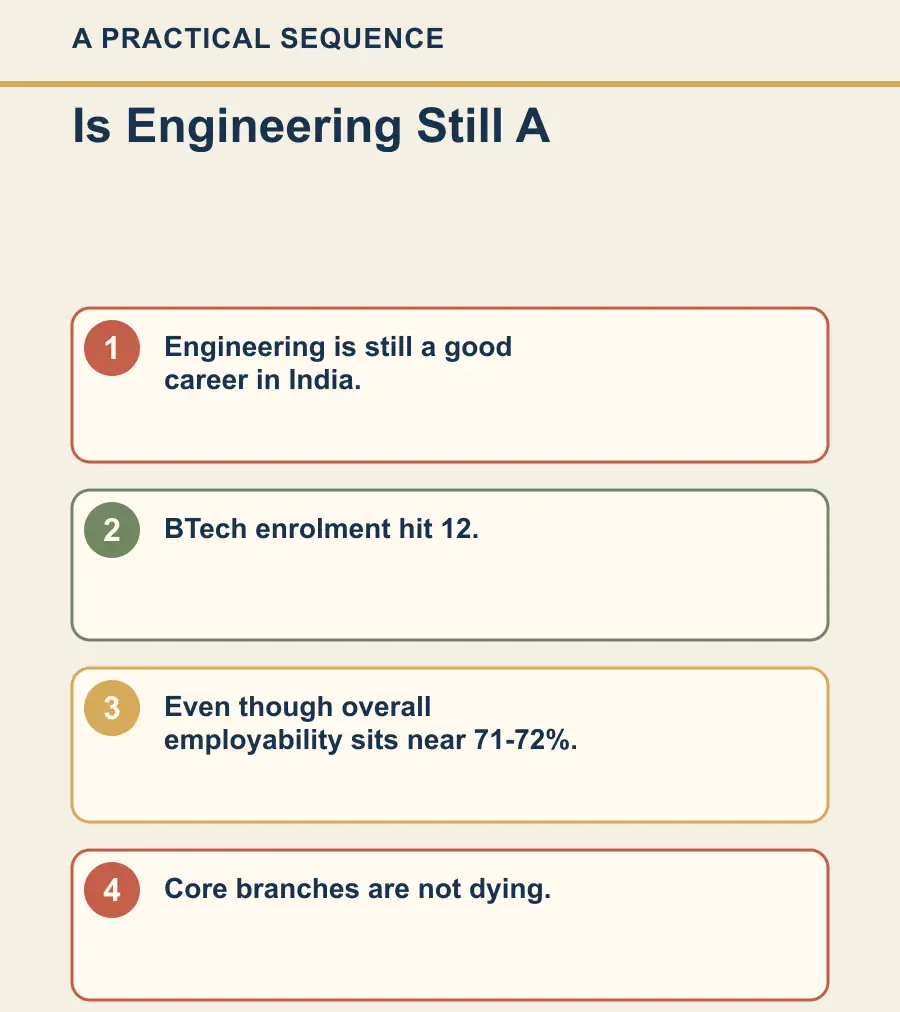 A PRACTICAL SEQUENCE
Is Engineering Still A
1
Engineering is still a good
career in India.
2
BTech enrolment hit 12.
3
Even though overall
employability sits near 71-72%.
4
Core branches are not dying.